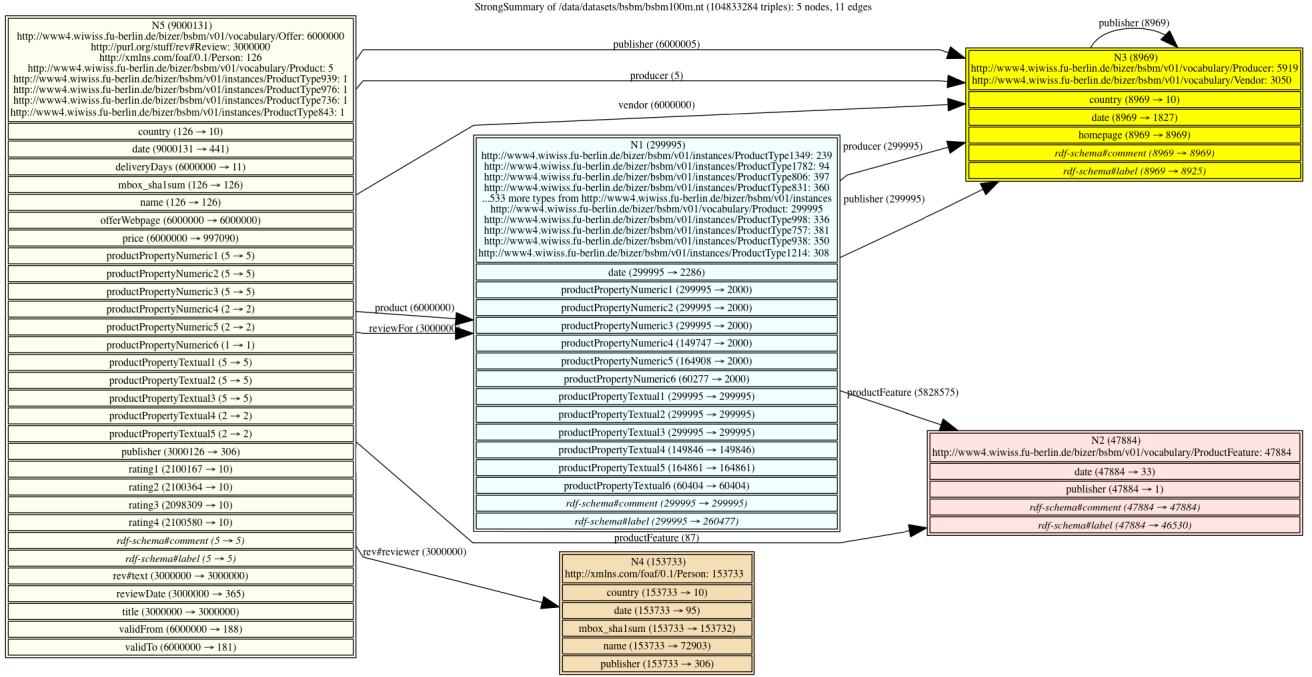 StrongSummary of /data/datasets/bsbm/bsbm100m.nt (104833284 triples): 5 nodes, 11 edges
N5 (9000131)
http://www4.wiwiss.fu-berlin.de/bizer/bsbm/v01/vocabulary/Offer: 6000000
http://purl.org/stuff/rev#Review: 3000000
http://xmlns.com/foaf/0.1/Person: 126
http://www4.wiwiss.fu-berlin.de/bizer/bsbm/v01/vocabulary/Product: 5
http://www4.wiwiss.fu-berlin.de/bizer/bsbm/v01/instances/ProductType939: 1
http://www4.wiwiss.fu-berlin.de/bizer/bsbm/v01/instances/ProductType976: 1
http://www4.wiwiss.fu-berlin.de/bizer/bsbm/v01/instances/ProductType736: 1
http://www4.wiwiss.fu-berlin.de/bizer/bsbm/v01/instances/ProductType843: 1
country (126 → 10)
date (9000131 → 441)
deliveryDays (6000000 → 11)
mbox_sha1sum (126 → 126)
name (126 → 126)
offerWebpage (6000000 → 6000000)
price (6000000 → 997090)
productPropertyNumeric1 (5 → 5)
productPropertyNumeric2 (5 → 5)
productPropertyNumeric3 (5 → 5)
productPropertyNumeric4 (2 → 2)
productPropertyNumeric5 (2 → 2)
productPropertyNumeric6 (1 → 1)
productPropertyTextual1 (5 → 5)
productPropertyTextual2 (5 → 5)
productPropertyTextual3 (5 → 5)
productPropertyTextual4 (2 → 2)
productPropertyTextual5 (2 → 2)
publisher (3000126 → 306)
rating1 (2100167 → 10)
rating2 (2100364 → 10)
rating3 (2098309 → 10)
rating4 (2100580 → 10)
rdf-schema#comment (5 → 5)
rdf-schema#label (5 → 5)
rev#text (3000000 → 3000000)
reviewDate (3000000 → 365)
title (3000000 → 3000000)
validFrom (6000000 → 188)
validTo (6000000 → 181)
publisher (6000005)
producer (5)
vendor (6000000)
product (6000000)
reviewFor (3000000)
productFeature (87)
rev#reviewer (3000000)
N1 (299995)
http://www4.wiwiss.fu-berlin.de/bizer/bsbm/v01/instances/ProductType1349: 239
http://www4.wiwiss.fu-berlin.de/bizer/bsbm/v01/instances/ProductType1782: 94
http://www4.wiwiss.fu-berlin.de/bizer/bsbm/v01/instances/ProductType806: 397
http://www4.wiwiss.fu-berlin.de/bizer/bsbm/v01/instances/ProductType831: 360
...533 more types from http://www4.wiwiss.fu-berlin.de/bizer/bsbm/v01/instances
http://www4.wiwiss.fu-berlin.de/bizer/bsbm/v01/vocabulary/Product: 299995
http://www4.wiwiss.fu-berlin.de/bizer/bsbm/v01/instances/ProductType998: 336
http://www4.wiwiss.fu-berlin.de/bizer/bsbm/v01/instances/ProductType757: 381
http://www4.wiwiss.fu-berlin.de/bizer/bsbm/v01/instances/ProductType938: 350
http://www4.wiwiss.fu-berlin.de/bizer/bsbm/v01/instances/ProductType1214: 308
date (299995 → 2286)
productPropertyNumeric1 (299995 → 2000)
productPropertyNumeric2 (299995 → 2000)
productPropertyNumeric3 (299995 → 2000)
productPropertyNumeric4 (149747 → 2000)
productPropertyNumeric5 (164908 → 2000)
productPropertyNumeric6 (60277 → 2000)
productPropertyTextual1 (299995 → 299995)
productPropertyTextual2 (299995 → 299995)
productPropertyTextual3 (299995 → 299995)
productPropertyTextual4 (149846 → 149846)
productPropertyTextual5 (164861 → 164861)
productPropertyTextual6 (60404 → 60404)
rdf-schema#comment (299995 → 299995)
rdf-schema#label (299995 → 260477)
producer (299995)
publisher (299995)
productFeature (5828575)
publisher (8969)
N3 (8969)
http://www4.wiwiss.fu-berlin.de/bizer/bsbm/v01/vocabulary/Producer: 5919
http://www4.wiwiss.fu-berlin.de/bizer/bsbm/v01/vocabulary/Vendor: 3050
country (8969 → 10)
date (8969 → 1827)
homepage (8969 → 8969)
rdf-schema#comment (8969 → 8969)
rdf-schema#label (8969 → 8925)
N2 (47884)
http://www4.wiwiss.fu-berlin.de/bizer/bsbm/v01/vocabulary/ProductFeature: 47884
date (47884 → 33)
publisher (47884 → 1)
rdf-schema#comment (47884 → 47884)
rdf-schema#label (47884 → 46530)
N4 (153733)
http://xmlns.com/foaf/0.1/Person: 153733
country (153733 → 10)
date (153733 → 95)
mbox_sha1sum (153733 → 153732)
name (153733 → 72903)
publisher (153733 → 306)